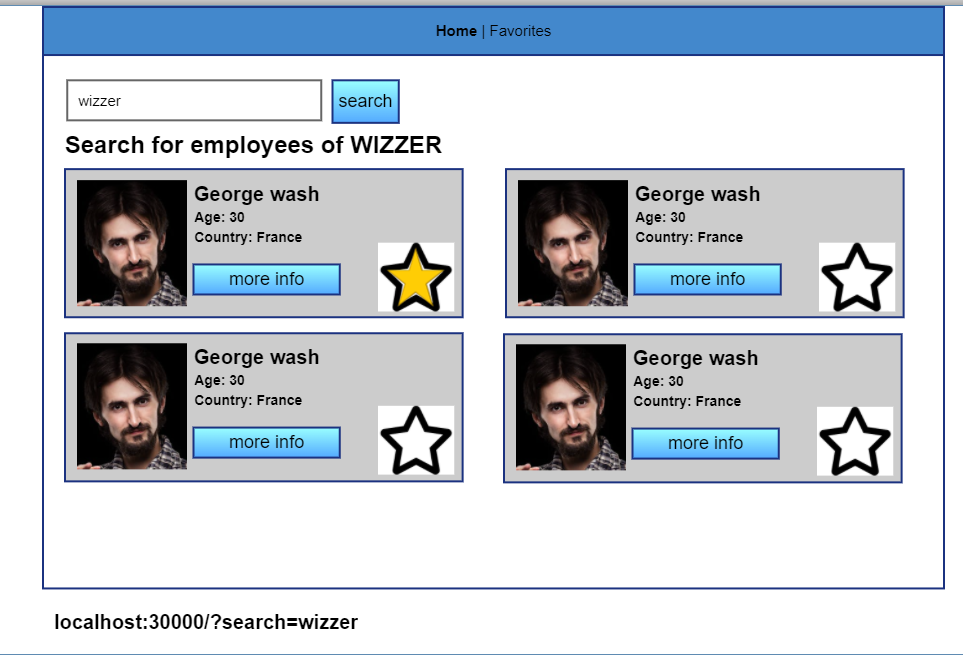 Home | Favorites
wizzer
search
Search for employees of WIZZER
George wash
Age: 30
Country: France
more info
George wash
Age: 30
Country: France
more info
George wash
Age: 30
Country: France
more info
George wash
Age: 30
Country: France
more info
localhost:30000/?search=wizzer